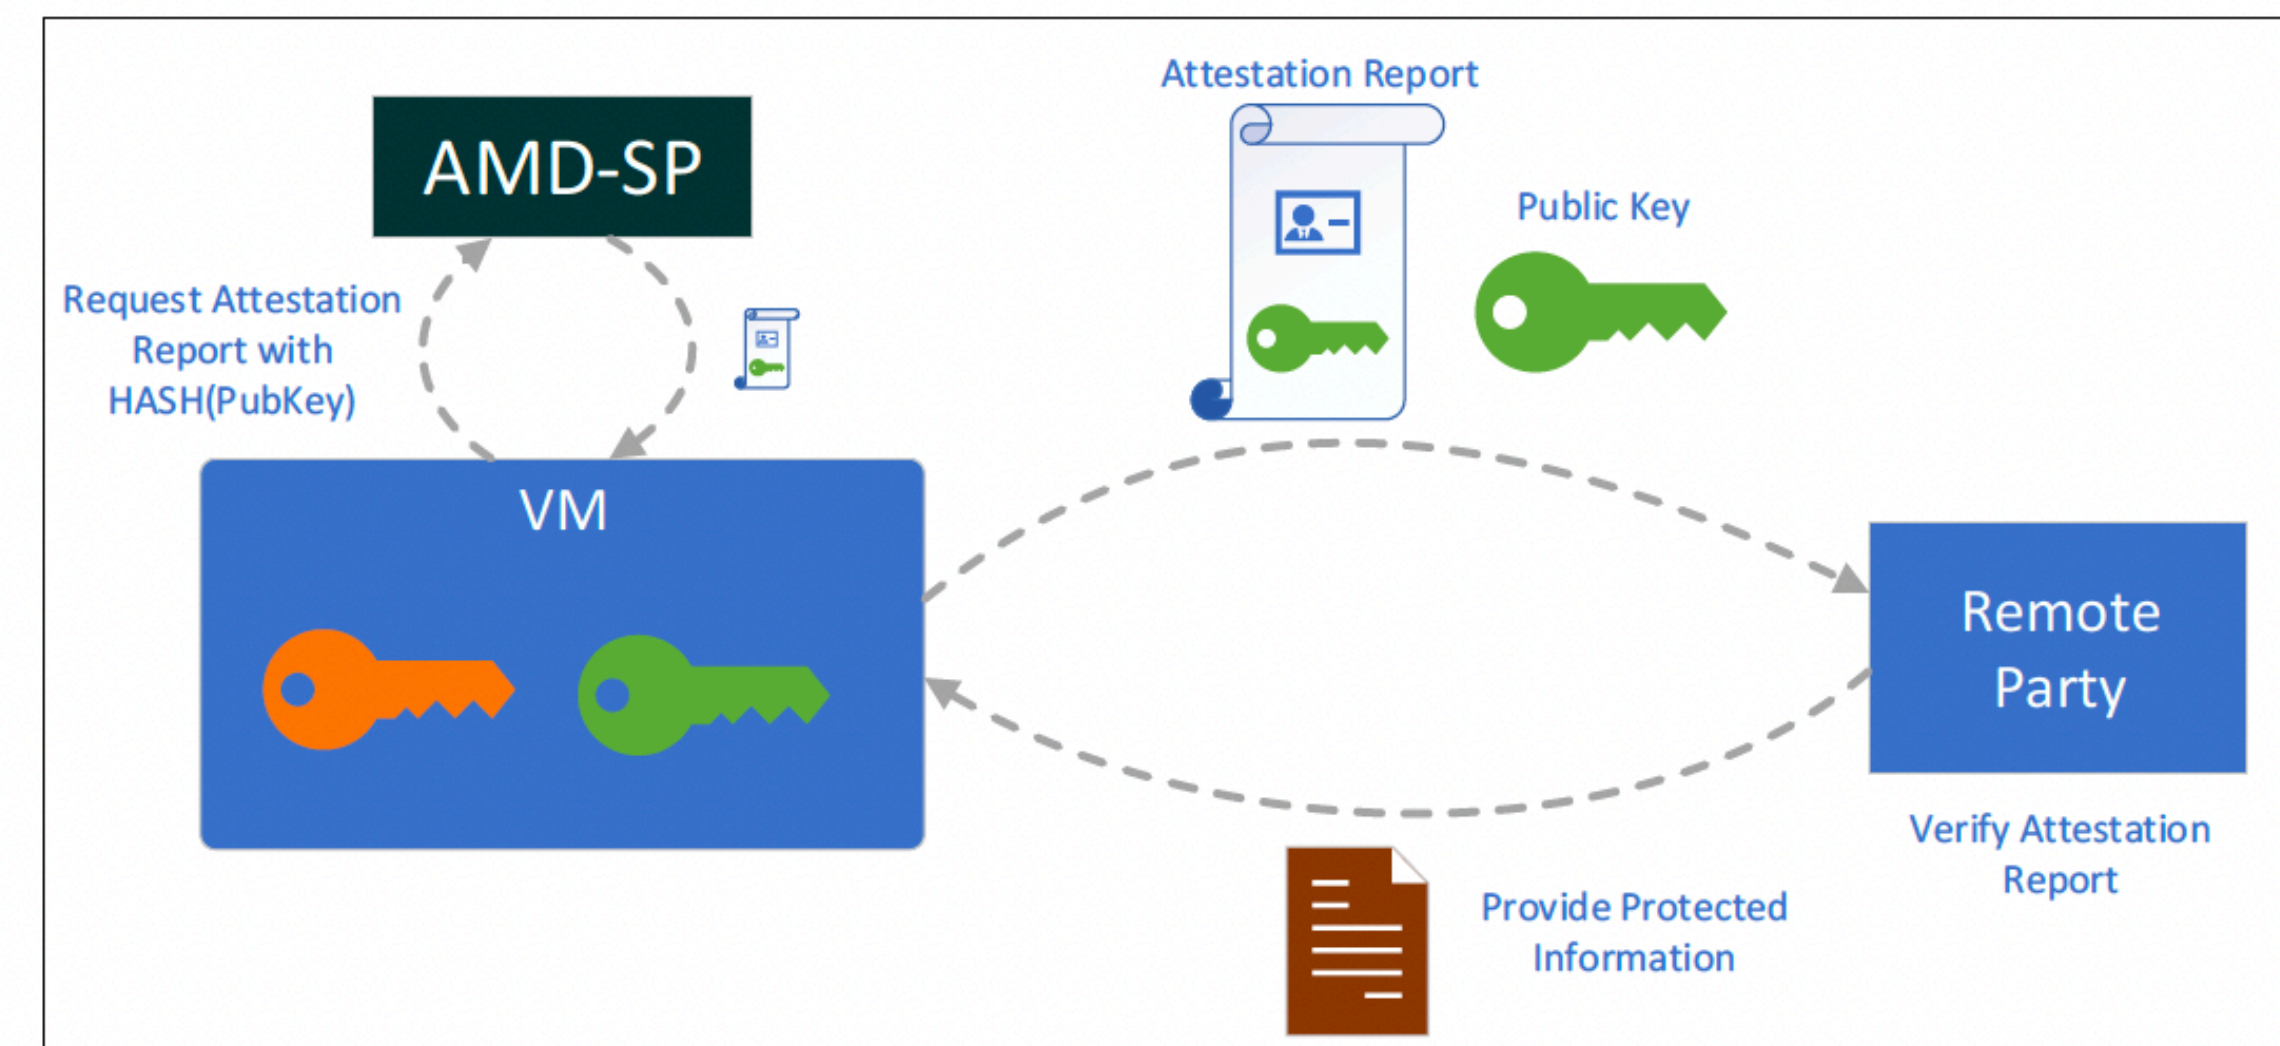 Attestation Report
AMD-SP
Public Key
Request Attestation
Report with
HASH(PubKey)
VM
Remote
Party
Verify Attestation
Report
Provide Protected
Information